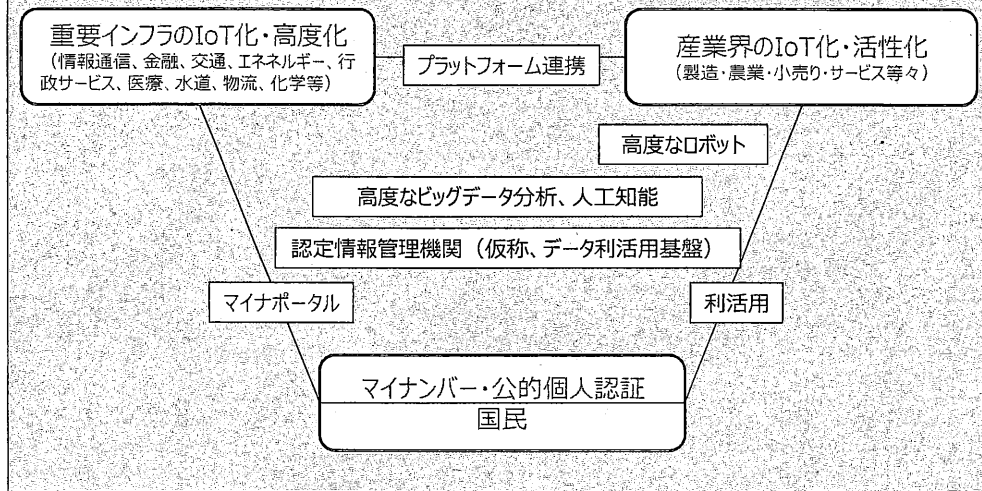 重要インフラのIoT化・高度化
（情報通信、金融、交通、エネネルギー、行
政サービス、医療、水道、物流、化学等）
プラットフォーム連携
産業界のIoT化・活性化
（製造・農業・小売り・サービス等々）
高度なロボット
高度なビッグデータ分析、人工知能
認定情報管理機関（仮称、データ利活用基盤）
マイナポータル
利活用
マイナンバー・公的個人認証
国民